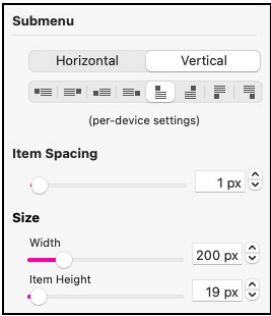 Submenu
Horizontal Vertical
(per-device settings)
Item Spacing
1 px
Size
Width
200 px
Item Height
19 px